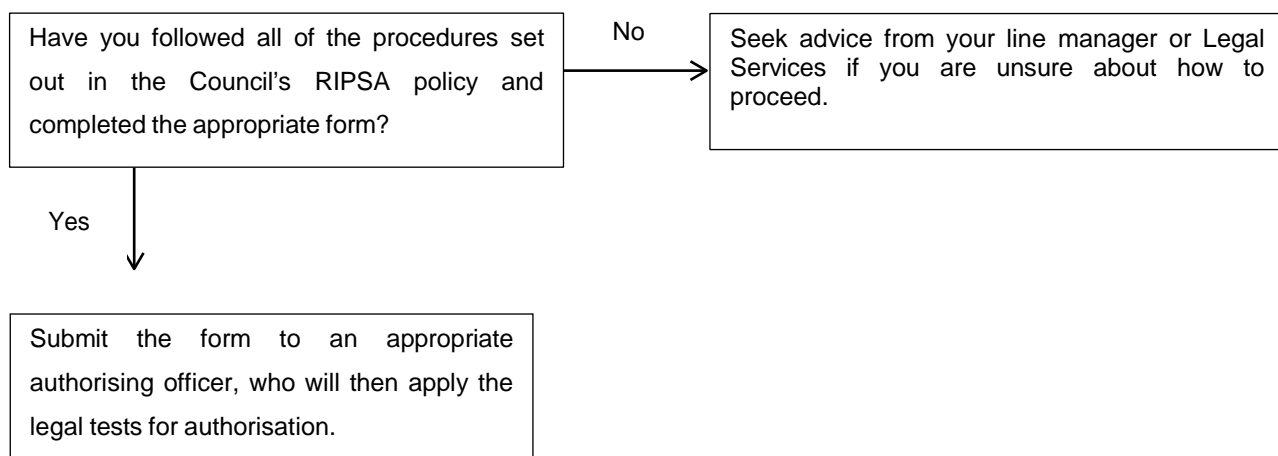 Have you followed all of the procedures set
out in the Council's RIPSA policy and
completed the appropriate form?
No
Seek advice from your line manager or Legal
Services if you are unsure about how to
proceed.
Yes
Submit the form to an appropriate
authorising officer, who will then apply the
legal tests for authorisation.